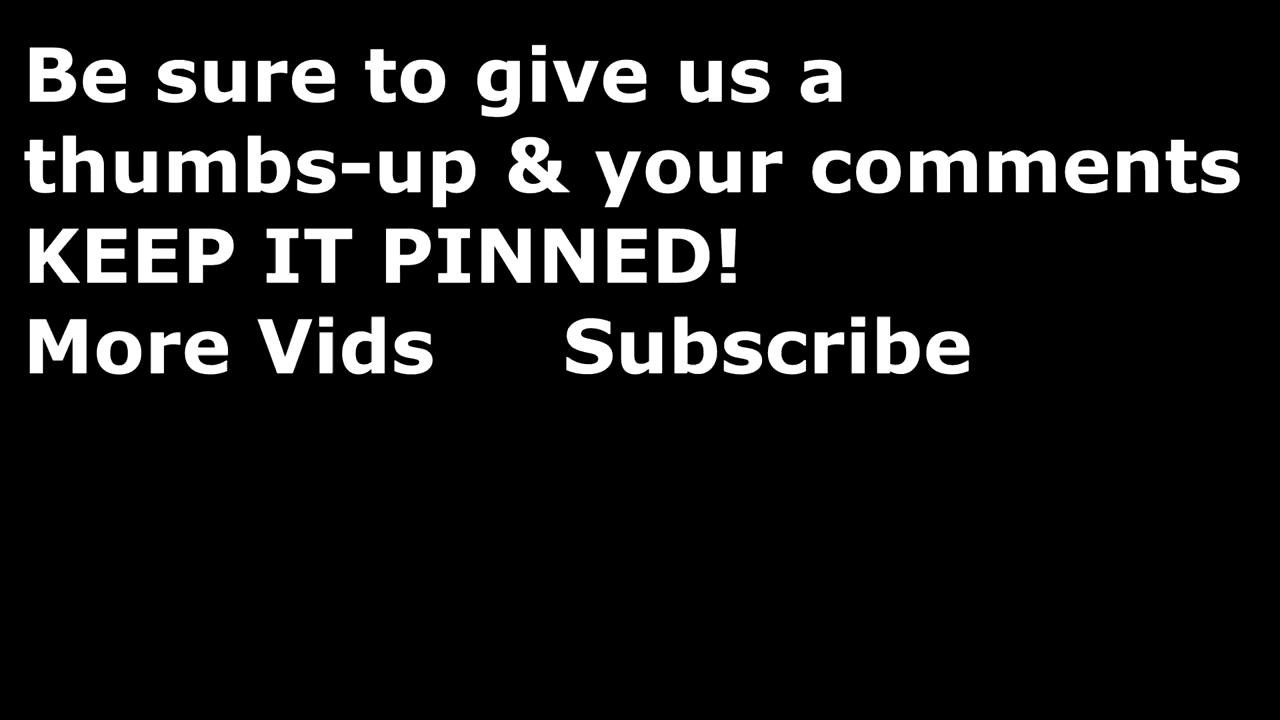 Be sure to give us a
thumbs-up & your comments
KEEP IT PINNED!
More Vids Subscribe